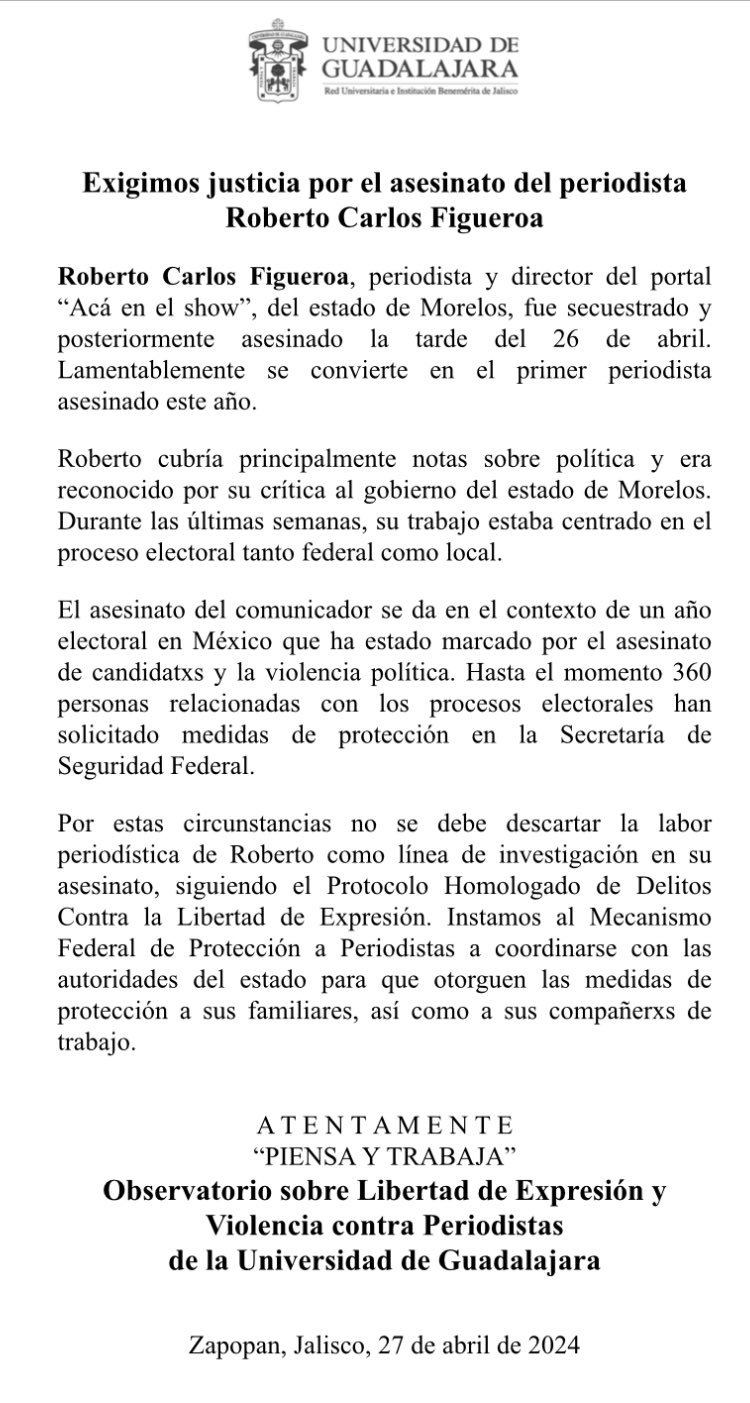 UNIVERSIDAD DE
GUADALAJARA
Red Universitaria e Institución Benemérita de Jalisco
Exigimos justicia por el asesinato del periodista
Roberto Carlos Figueroa
Roberto Carlos Figueroa, periodista y director del portal
“Acá en el show”, del estado de Morelos, fue secuestrado y
posteriormente asesinado la tarde del 26 de abril.
Lamentablemente se convierte en el primer periodista
asesinado este año.
Roberto cubría principalmente notas sobre política y era
reconocido por su crítica al gobierno del estado de Morelos.
Durante las últimas semanas, su trabajo estaba centrado en el
proceso electoral tanto federal como local.
El asesinato del comunicador se da en el contexto de un año
electoral en México que ha estado marcado por el asesinato
de candidatxs y la violencia política. Hasta el momento 360
personas relacionadas con los procesos electorales han
solicitado medidas de protección en la Secretaría de
Seguridad Federal.
Por estas circunstancias no se debe descartar la labor
periodística de Roberto como línea de investigación en su
asesinato, siguiendo el Protocolo Homologado de Delitos
Contra la Libertad de Expresión. Instamos al Mecanismo
Federal de Protección a Periodistas a coordinarse con las
autoridades del estado para que otorguen las medidas de
protección a sus familiares, así como a sus compañerxs de
trabajo.
A T E N T A M E N T E
“PIENSA Y TRABAJA”
Observatorio sobre Libertad de Expresión y
Violencia contra Periodistas
de la Universidad de Guadalajara
Zapopan, Jalisco, 27 de abril de 2024